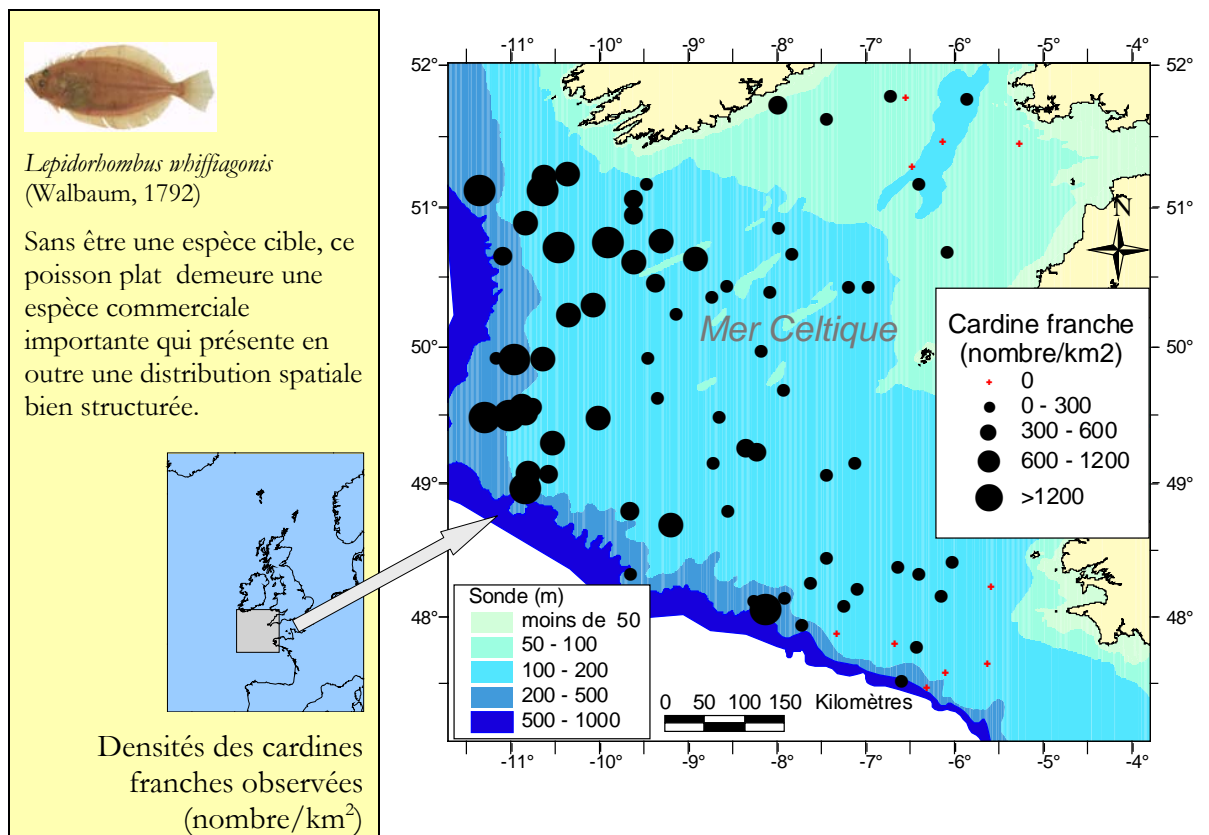 Lepidorhombus whiffiagonis
(Walbaum, 1792)
Sans être une espèce cible, ce
poisson plat demeure une
espèce commerciale
importante qui présente en
outre une distribution spatiale
bien structurée.
Densités des cardines
franches observées
(nombre/km²)
-11° -10° -9° -8° -7° -6° -5° -4°
52° 52°
51° 51°
50° 50°
49° 49°
48° 48°
-11° -10° -9° -8° -7° -6° -5° -4°
N
Mer Celtique
Cardine franche
(nombre/km2)
0
0 - 300
300 - 600
600 - 1200
>1200
Sonde (m)
moins de 50
50 - 100
100 - 200
200 - 500
500 - 1000
0 50 100 150 Kilomètres